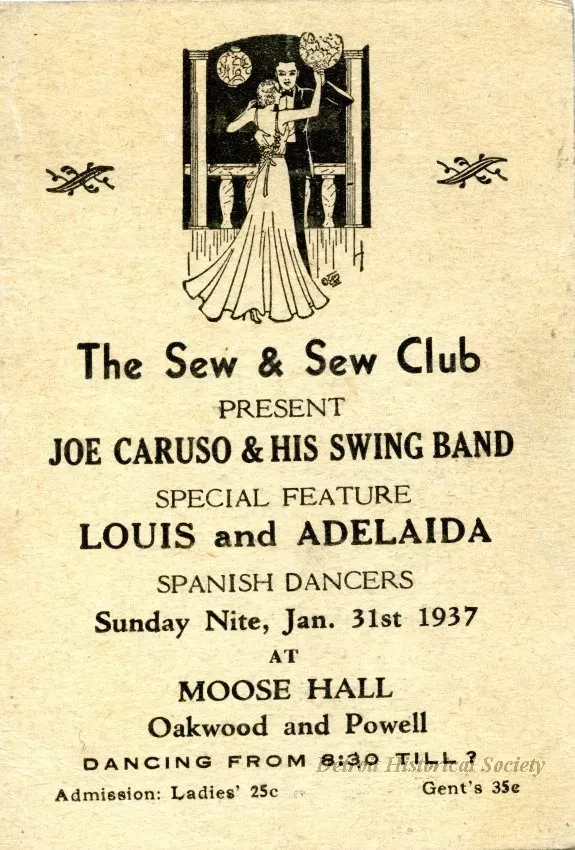 The Sew & Sew Club
PRESENT
JOE CARUSO & HIS SWING BAND
SPECIAL FEATURE
LOUIS and ADELAIDA
SPANISH DANCERS
Sunday Nite, Jan. 31st 1937
AT
MOOSE HALL
Oakwood and Powell
DANCING FROM 8:30 TILL ?
Detroit Historical Society
Admission: Ladies' 25c Gent's 35c